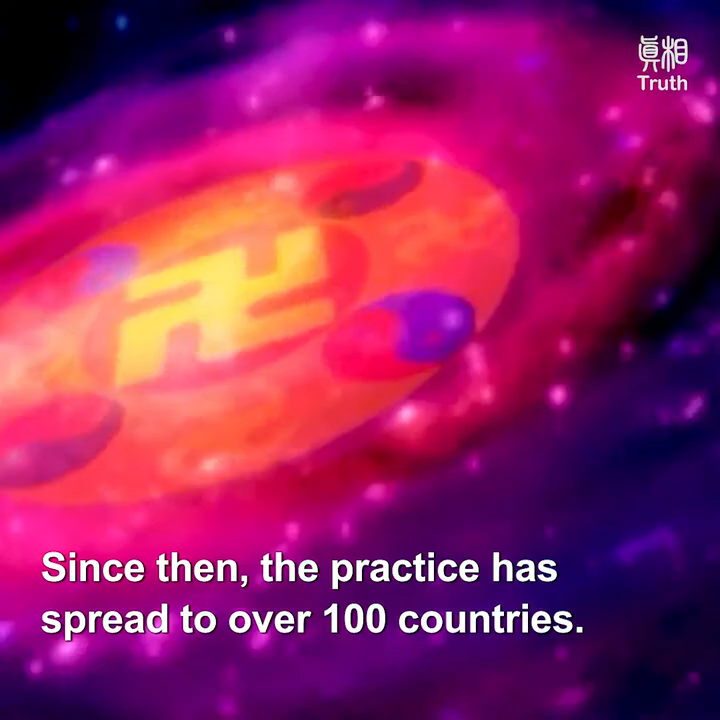 真相
Truth
Since then, the practice has
spread to over 100 countries.